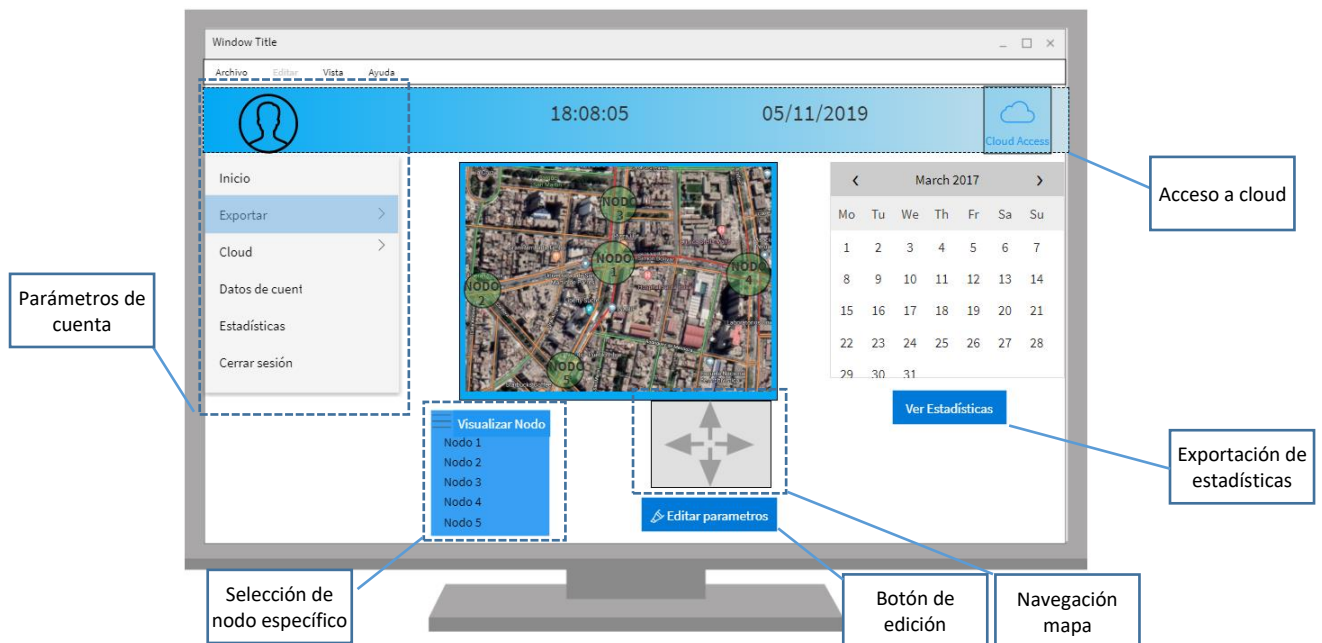 Window Title
Archivo Editar Vista Ayuda
18:08:05 05/11/2019
Cloud Access
Inicio
Exportar
Cloud
Datos de cuent
Estadísticas
Cerrar sesión
NODO
3
NODO
1
NODO
4
NODO
2
NODO
5
March 2017
Mo Tu We Th Fr Sa Su
1 2 3 4 5 6 7
8 9 10 11 12 13 14
15 16 17 18 19 20 21
22 23 24 25 26 27 28
29 30 31
Ver Estadísticas
Visualizar Nodo
Nodo 1
Nodo 2
Nodo 3
Nodo 4
Nodo 5
Editar parametros
Acceso a cloud
Parámetros de
cuenta
Exportación de
estadísticas
Selección de
nodo específico
Botón de
edición
Navegación
mapa